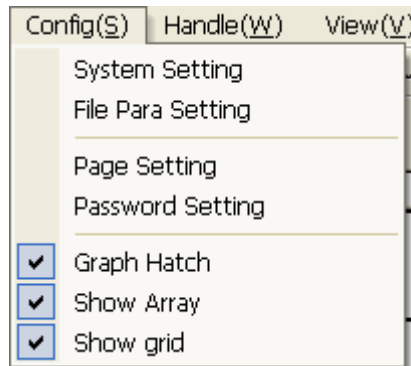 Config(S) Handle(W) View(V)
System Setting
File Para Setting
Page Setting
Password Setting
Graph Hatch
Show Array
Show grid